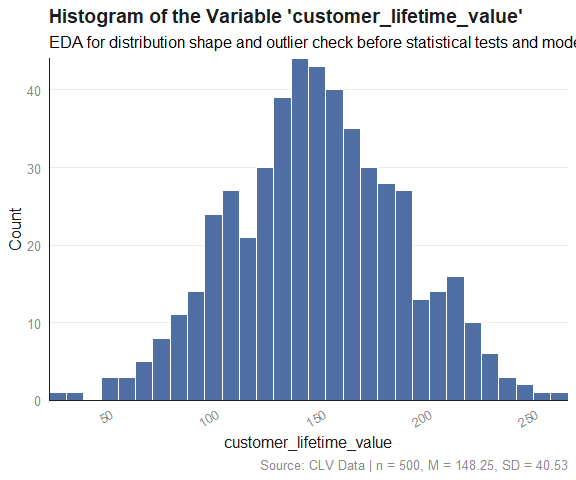 Histogram of the Variable 'customer_lifetime_value'
EDA for distribution shape and outlier check before statistical tests and mode
Count
40
30
20
10
0
50
100
150
200
250
customer_lifetime_value
Source: CLV Data | n = 500, M = 148.25, SD = 40.53